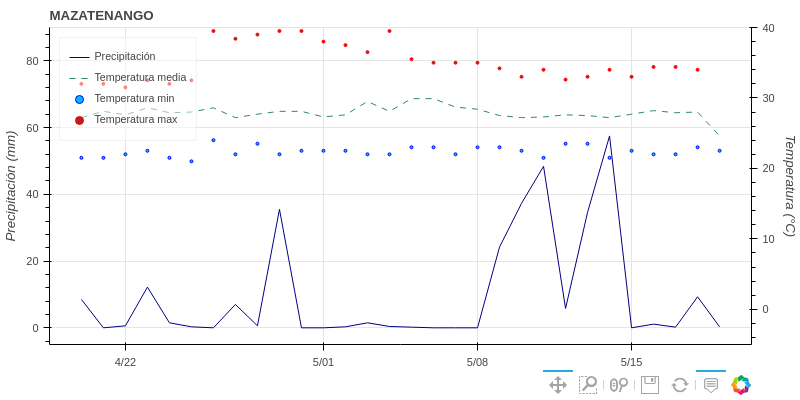 MAZATENANGO
Precipitación
Temperatura media
Temperatura min
Temperatura max
Precipitación (mm)
80
60
40
20
0
Temperatura (°C)
40
30
20
10
0
4/22
5/01
5/08
5/15